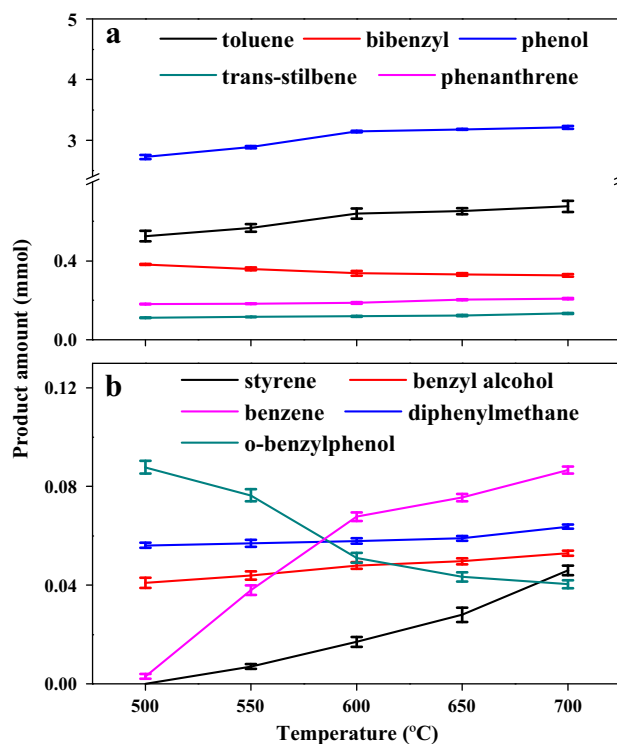 a
toluene bibenzyl phenol
trans-stilbene phenanthrene
5
3
0.4
0.0
Product amount (mmol)
b
styrene benzyl alcohol
benzene diphenylmethane
o-benzylphenol
0.12
0.08
0.04
0.00
500 550 600 650 700
Temperature (ºC)